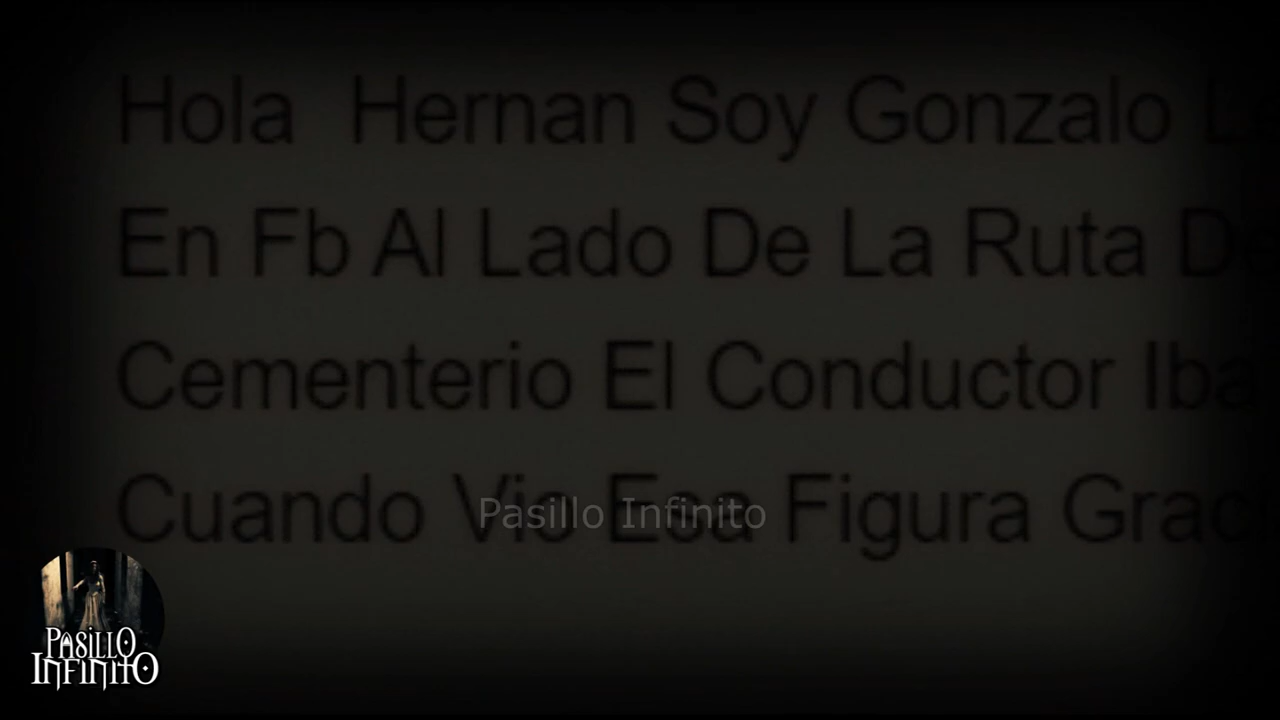 Hola Hernan Soy Gonzalo
En Fb Al Lado De La Ruta
Cementerio El Conductor Iba
Cuando Vio Esa Figura
Pasillo Infinito
PASILLO
INFINITO